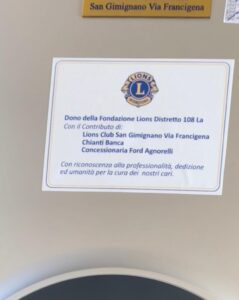 San Gimignano Via Francigena
LIONS
L
INTERNATIONAL
Dono della Fondazione Lions Distretto 108 La
Con il Contributo di:
Lions Club San Gimignano Via Francigena
Chianti Banca
Concessionaria Ford Agnorelli
Con riconoscenza alla professionalità, dedizione
ed umanità per la cura dei nostri cari.